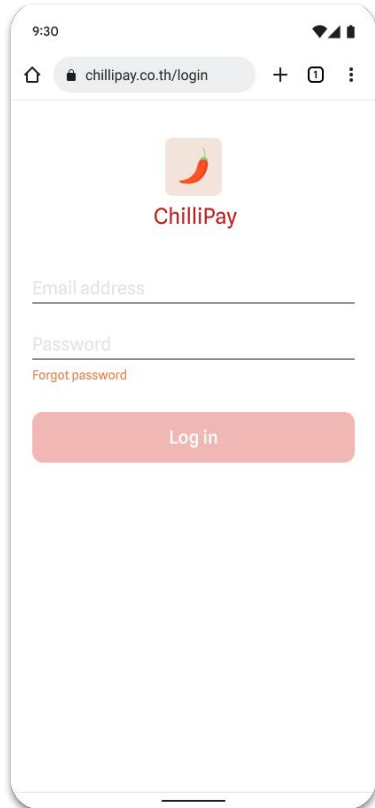 9:30
chillipay.co.th/login
1
ChilliPay
Email address
Password
Forgot password
Log in